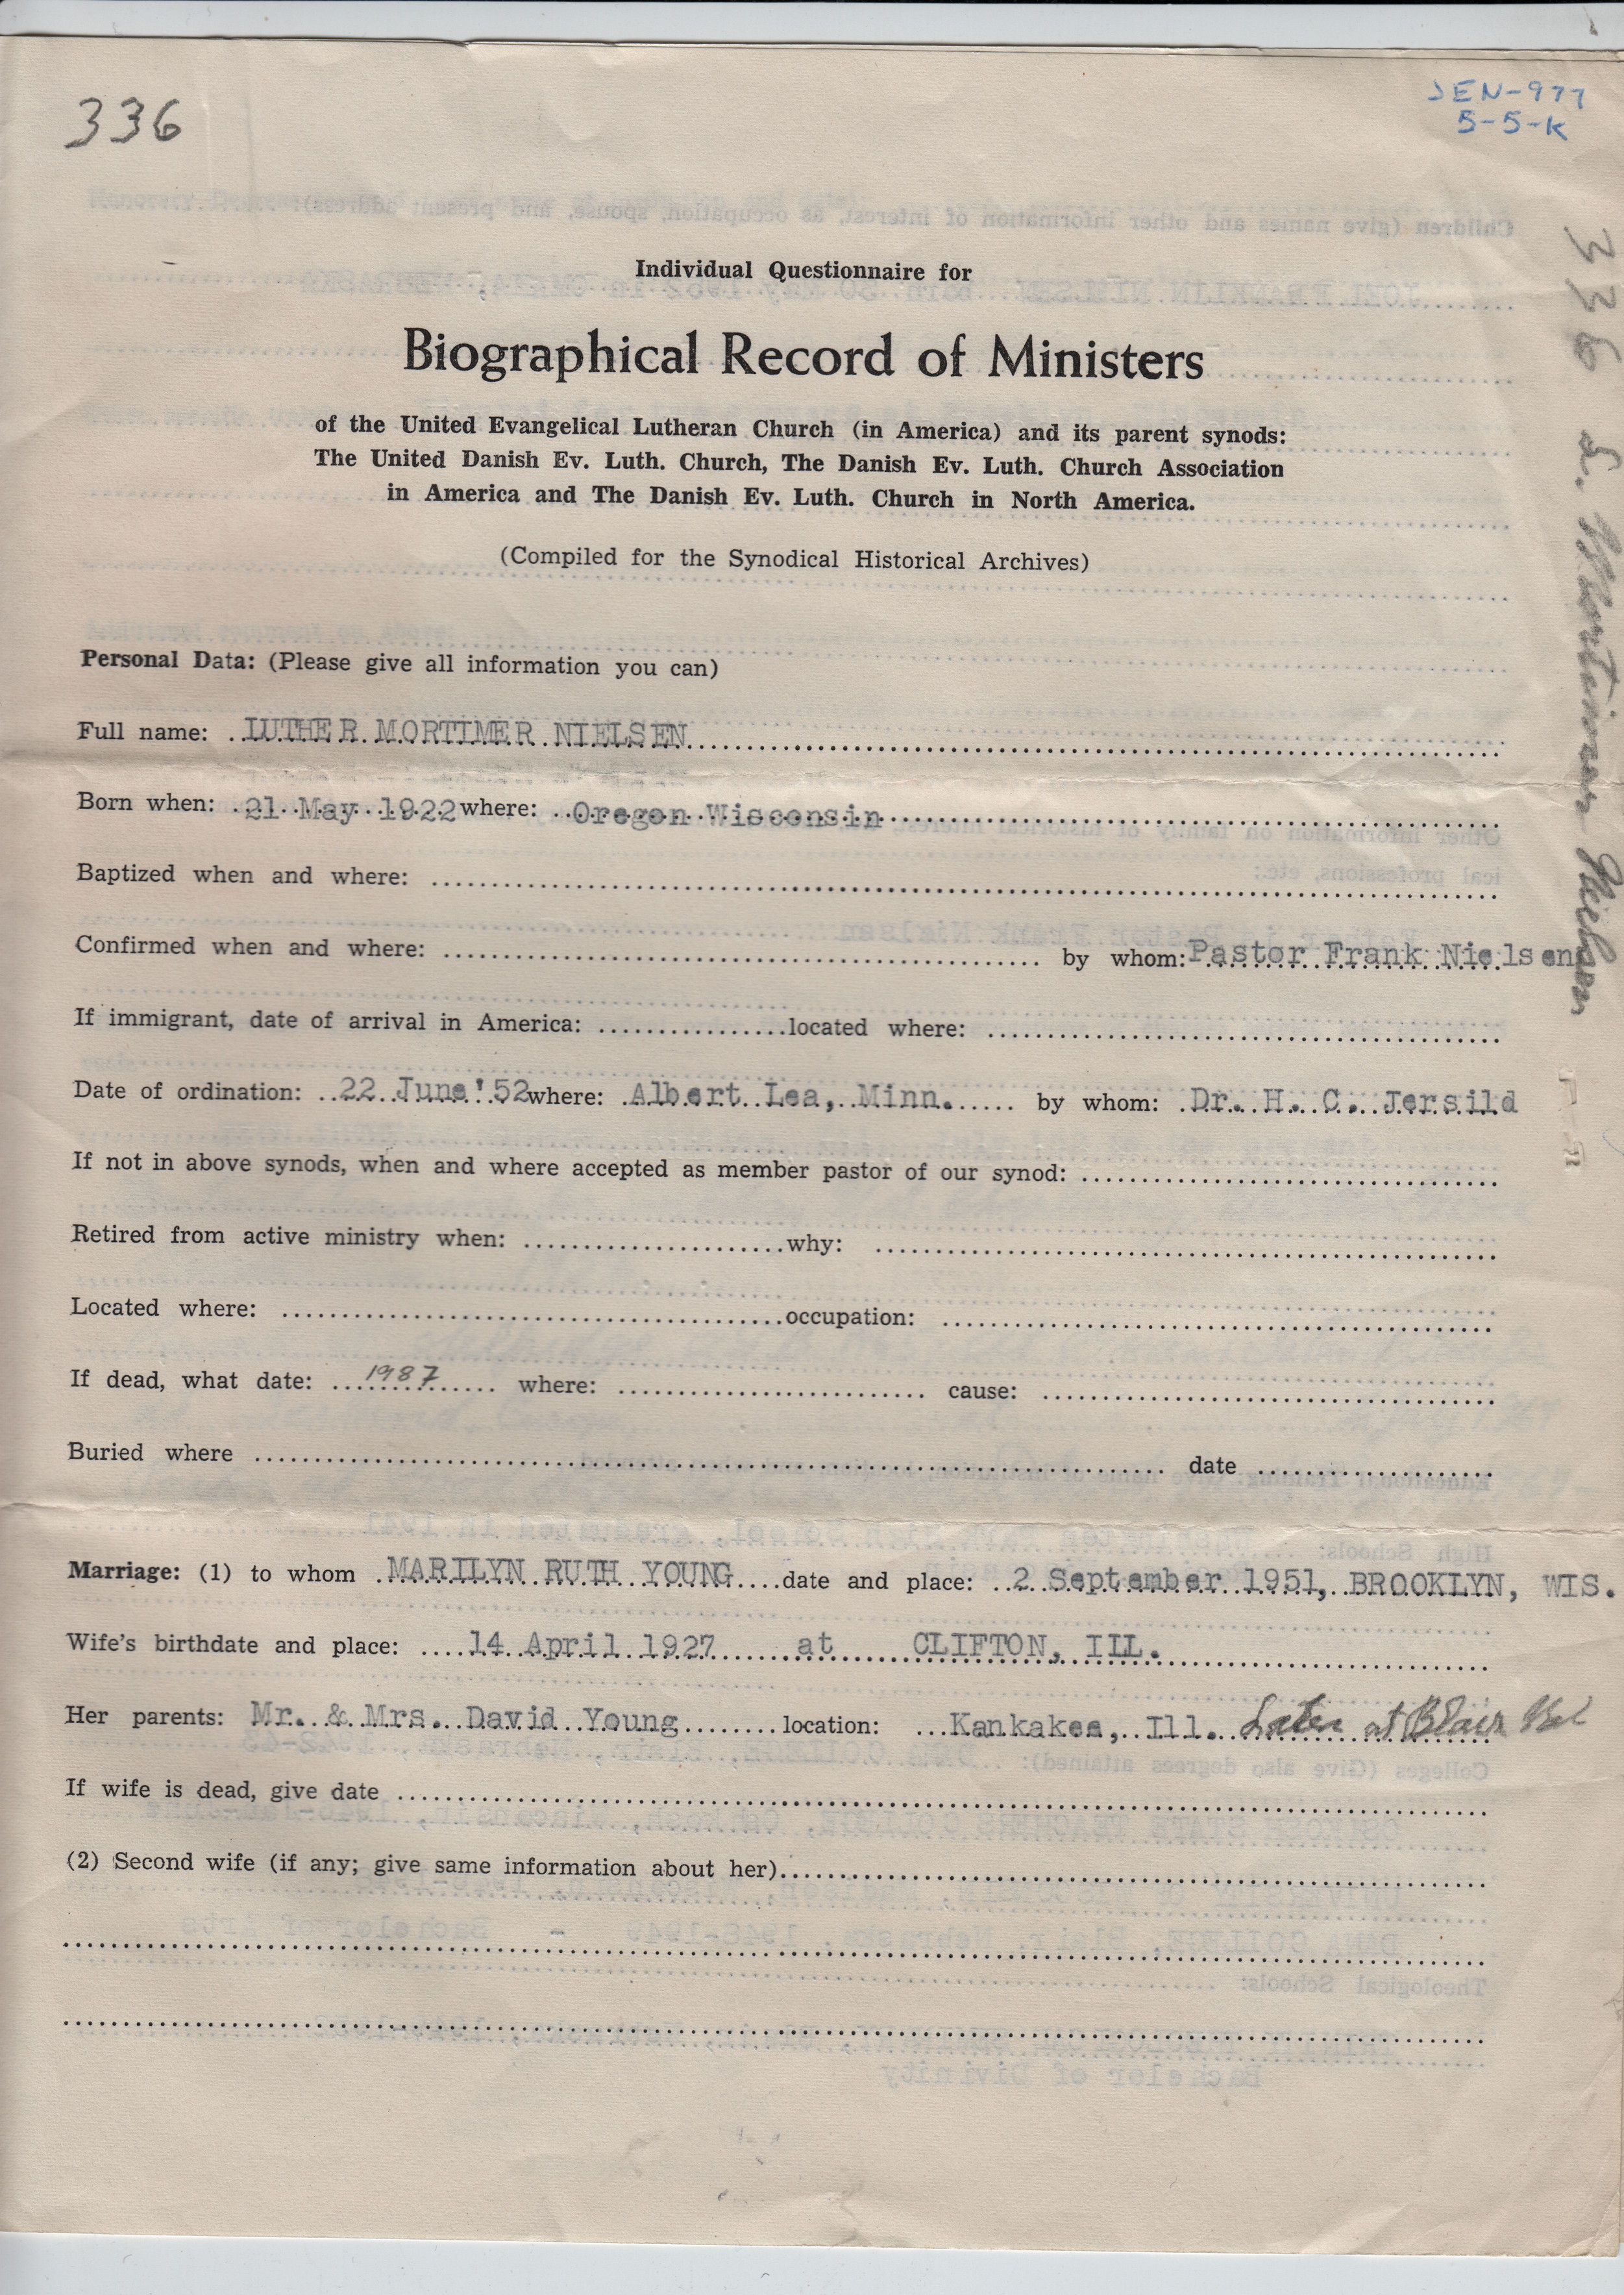 336
JEN-977
5-5-K
Individual Questionnaire for
Biographical Record of Ministers
of the United Evangelical Lutheran Church (in America) and its parent synods:
The United Danish Ev. Luth. Church, The Danish Ev. Luth. Church Association
in America and The Danish Ev. Luth. Church in North America.
(Compiled for the Synodical Historical Archives)
Personal Data: (Please give all information you can)
Full name: LUTHER MORTIMER NIELSEN
Born when: 21 May 1922 where: Oregon Wisconsin
Baptized when and where:
Confirmed when and where: by whom: Pastor Frank Nielsen
If immigrant, date of arrival in America: located where:
Date of ordination: 22 June '52 where: Albert Lea, Minn. by whom: Dr. H. C. Jersild
If not in above synods, when and where accepted as member pastor of our synod:
Retired from active ministry when: why:
Located where: occupation:
If dead, what date: 1987 where: cause:
Buried where date
Marriage: (1) to whom MARILYN RUTH YOUNG date and place: 2 September 1951, BROOKLYN, WIS.
Wife's birthdate and place: 14 April 1927 at CLIFTON, ILL.
Her parents: Mr. & Mrs. David Young location: Kankakee, Ill. Later at Blair
If wife is dead, give date
(2) Second wife (if any; give same information about her)
336 L. Mortimer Nielsen